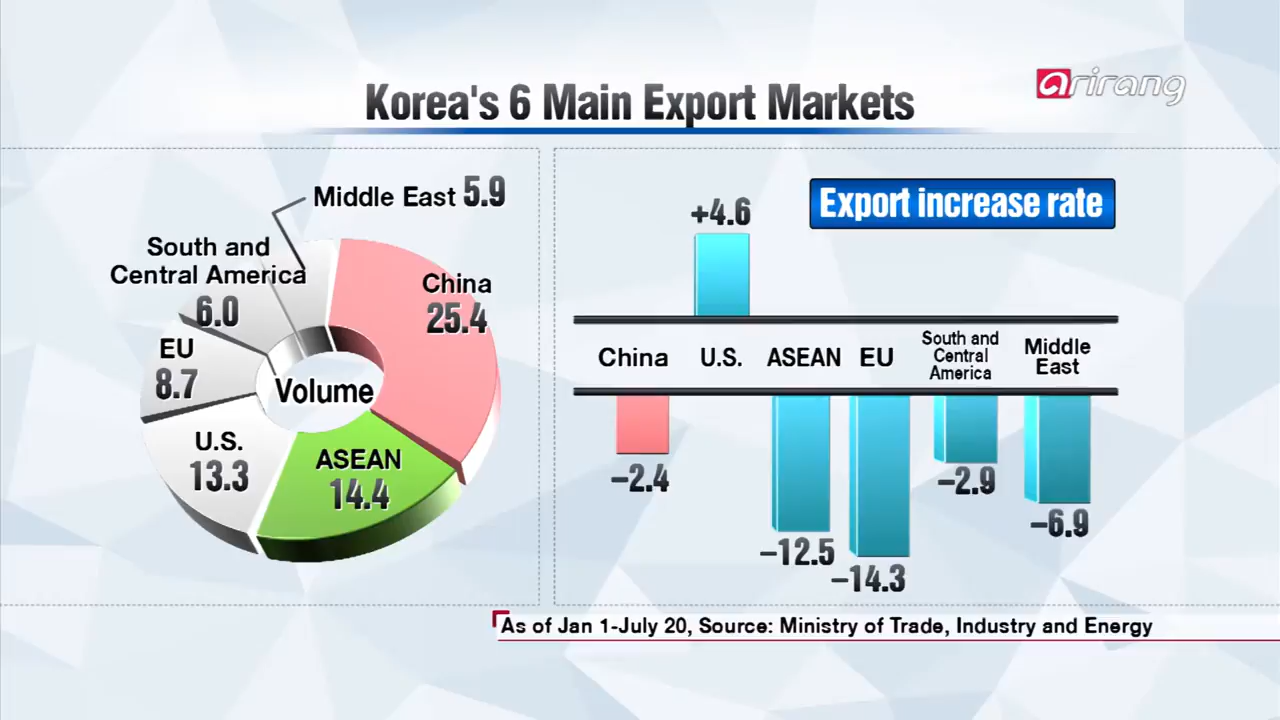 arirang
Korea's 6 Main Export Markets
Middle East 5.9
South and
Central America
6.0
China
25.4
EU
8.7
Volume
U.S.
13.3
ASEAN
14.4
Export increase rate
+4.6
China
U.S.
ASEAN
EU
South and
Central
America
Middle
East
–2.4
–12.5
–14.3
–2.9
–6.9
As of Jan 1-July 20, Source: Ministry of Trade, Industry and Energy